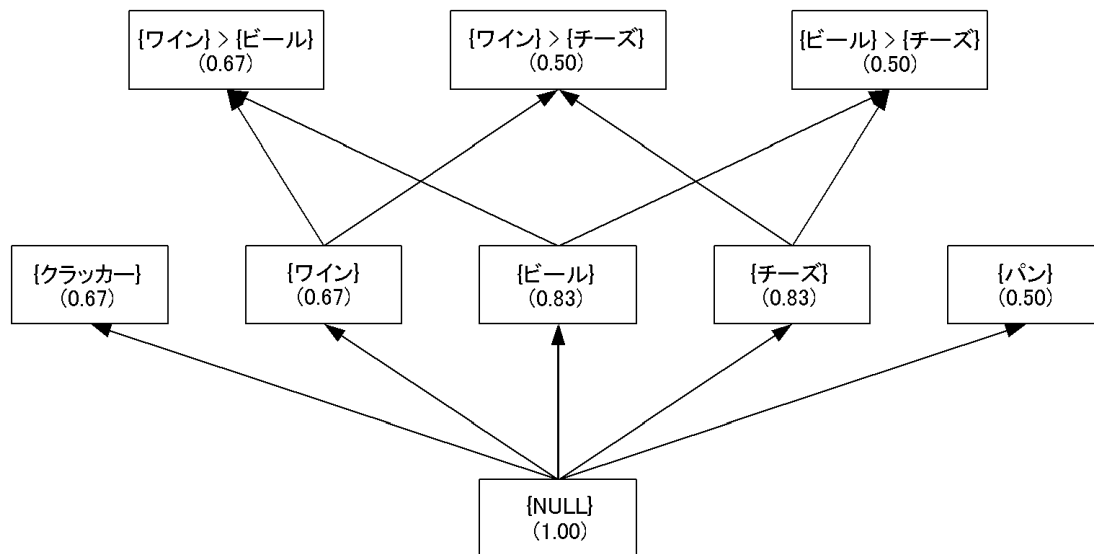 {ワイン} > {ビール}
(0.67)
{ワイン} > {チーズ}
(0.50)
{ビール} > {チーズ}
(0.50)
{クラッカー}
(0.67)
{ワイン}
(0.67)
{ビール}
(0.83)
{チーズ}
(0.83)
{パン}
(0.50)
{NULL}
(1.00)